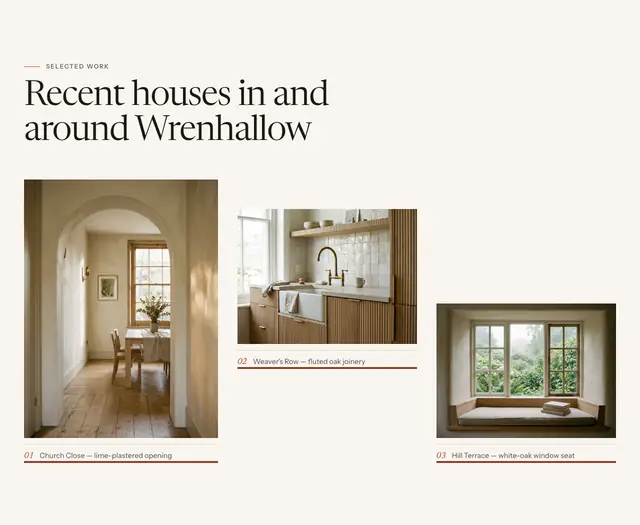 SELECTED WORK
Recent houses in and
around Wrenhallow
01 Church Close — lime-plastered opening
02 Weaver's Row — fluted oak joinery
03 Hill Terrace — white-oak window seat